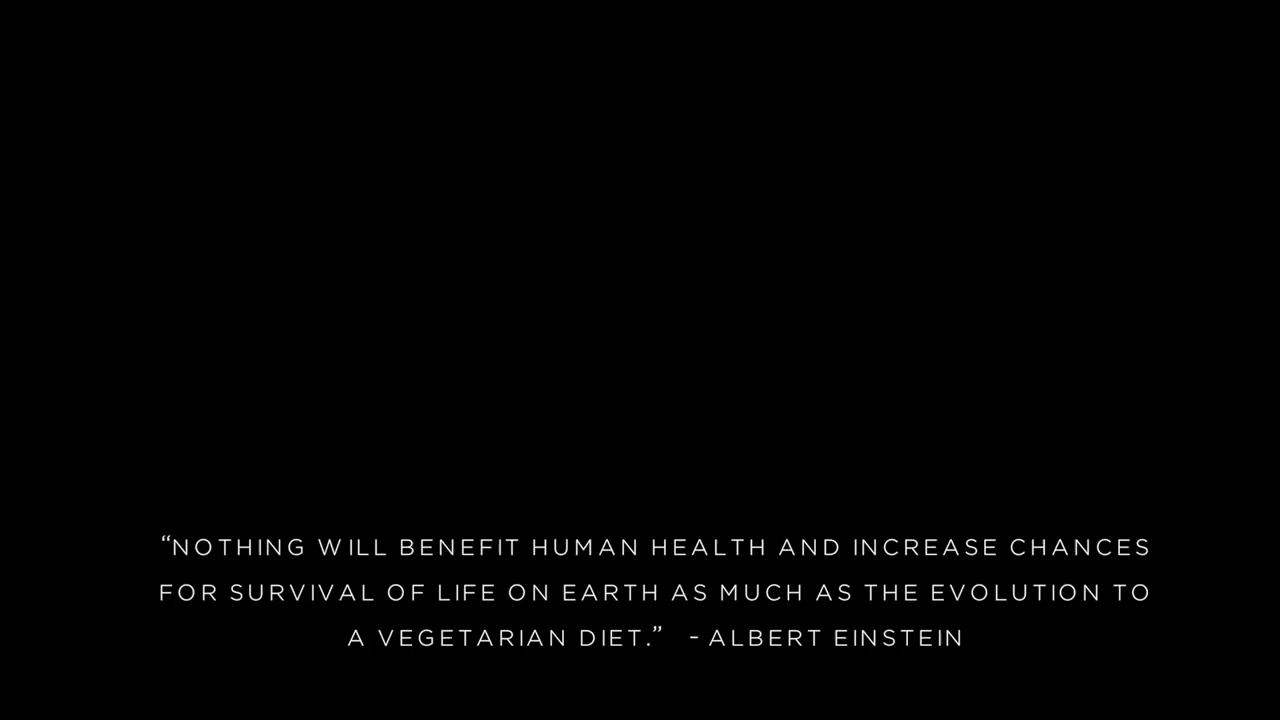 “NOTHING WILL BENEFIT HUMAN HEALTH AND INCREASE CHANCES
FOR SURVIVAL OF LIFE ON EARTH AS MUCH AS THE EVOLUTION TO
A VEGETARIAN DIET.” - ALBERT EINSTEIN